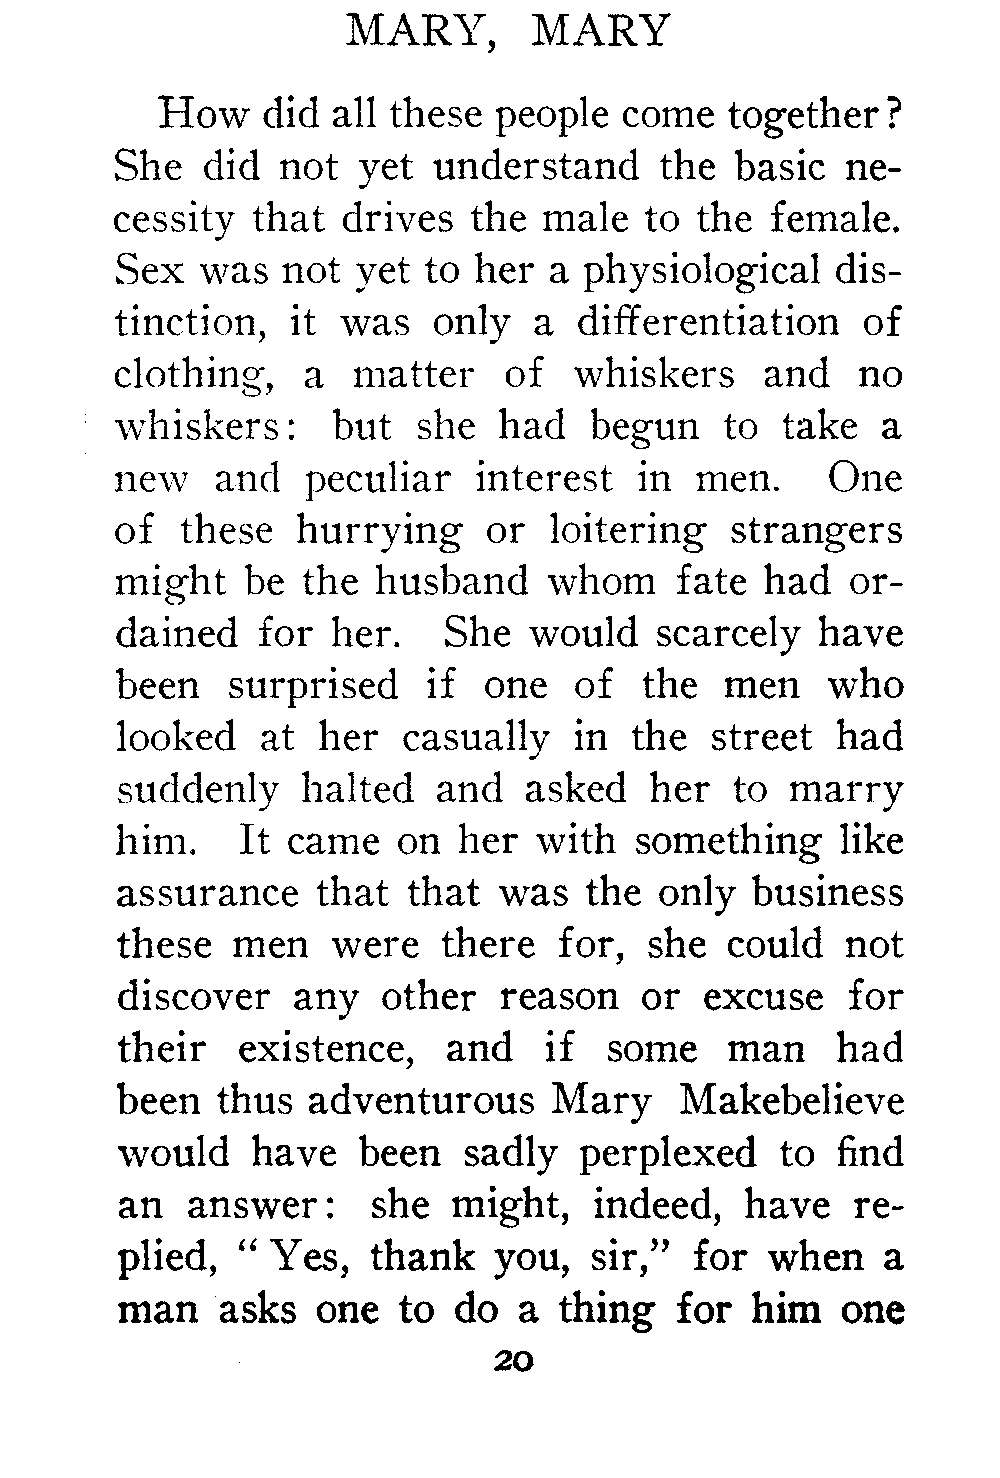 MARY, MARY
How did all these people come together?
She did not yet understand the basic ne-
cessity that drives the male to the female.
Sex was not yet to her a physiological dis-
tinction, it was only a differentiation of
clothing, a matter of whiskers and no
whiskers: but she had begun to take a
new and peculiar interest in men. One
of these hurrying or loitering strangers
might be the husband whom fate had or-
dained for her. She would scarcely have
been surprised if one of the men who
looked at her casually in the street had
suddenly halted and asked her to marry
him. It came on her with something like
assurance that that was the only business
these men were there for, she could not
discover any other reason or excuse for
their existence, and if some man had
been thus adventurous Mary Makebelieve
would have been sadly perplexed to find
an answer: she might, indeed, have re-
plied, “Yes, thank you, sir,” for when a
man asks one to do a thing for him one
20